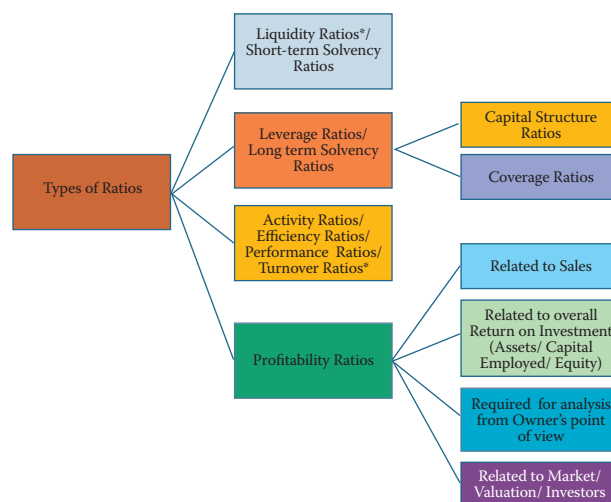 Types of Ratios
Liquidity Ratios*/
Short-term Solvency
Ratios
Leverage Ratios/
Long term Solvency
Ratios
Capital Structure
Ratios
Coverage Ratios
Activity Ratios/
Efficiency Ratios/
Performance Ratios/
Turnover Ratios*
Profitability Ratios
Related to Sales
Related to overall
Return on Investment
(Assets/ Capital
Employed/ Equity)
Required for analysis
from Owner's point
of view
Related to Market/
Valuation/ Investors